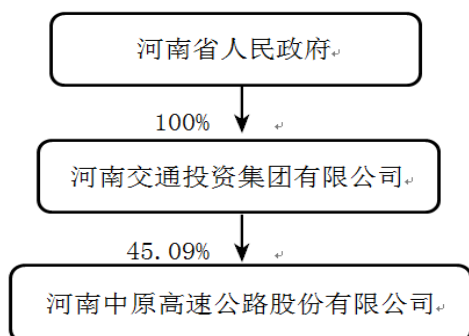 河南省人民政府
100%
河南交通投资集团有限公司
45.09%
河南中原高速公路股份有限公司